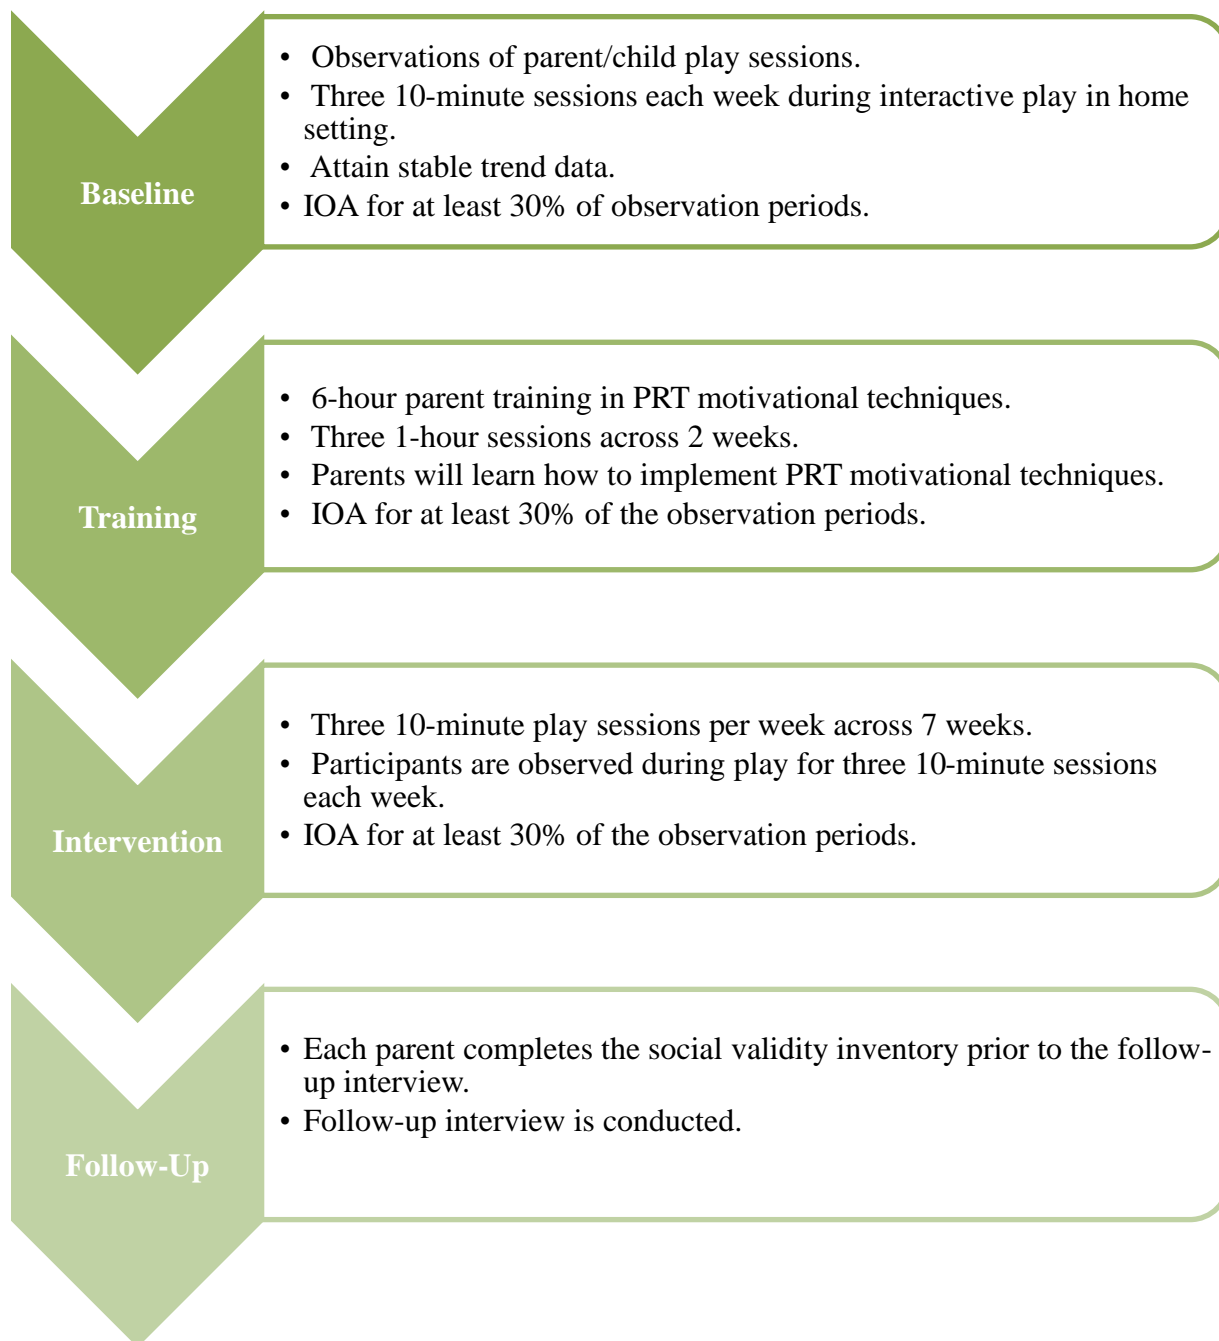 Baseline
• Observations of parent/child play sessions.
• Three 10-minute sessions each week during interactive play in home
setting.
• Attain stable trend data.
• IOA for at least 30% of observation periods.
Training
• 6-hour parent training in PRT motivational techniques.
• Three 1-hour sessions across 2 weeks.
• Parents will learn how to implement PRT motivational techniques.
• IOA for at least 30% of the observation periods.
Intervention
• Three 10-minute play sessions per week across 7 weeks.
• Participants are observed during play for three 10-minute sessions
each week.
• IOA for at least 30% of the observation periods.
Follow-Up
• Each parent completes the social validity inventory prior to the follow-
up interview.
• Follow-up interview is conducted.